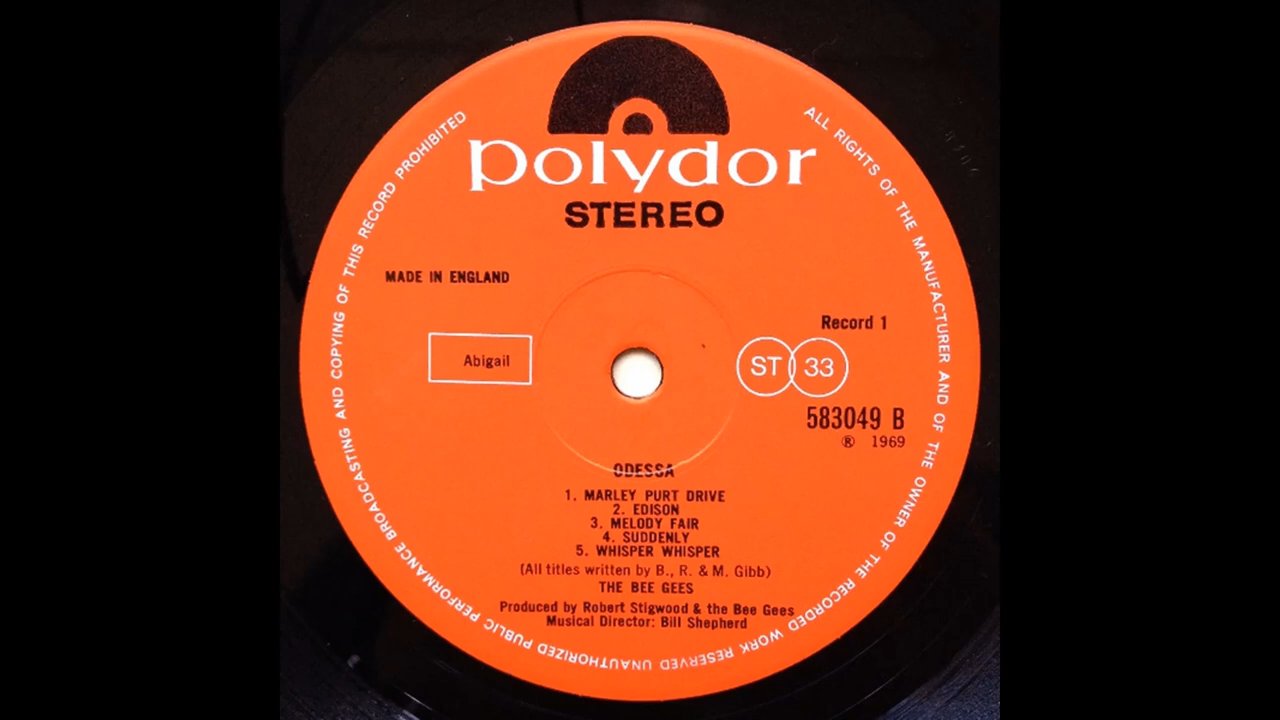 polydor
STEREO
MADE IN ENGLAND
Record 1
Abigail
ST 33
583049 B
® 1969
ODESSA
1. MARLEY PURT DRIVE
2. EDISON
3. MELODY FAIR
4. SUDDENLY
5. WHISPER WHISPER
(All titles written by B., R. & M. Gibb)
THE BEE GEES
Produced by Robert Stigwood & the Bee Gees
Musical Director: Bill Shepherd
ALL RIGHTS OF THE MANUFACTURER AND OF THE OWNER OF THE RECORDED WORK RESERVED UNAUTHORIZED PUBLIC PERFORMANCE BROADCASTING AND COPYING OF THIS RECORD PROHIBITED